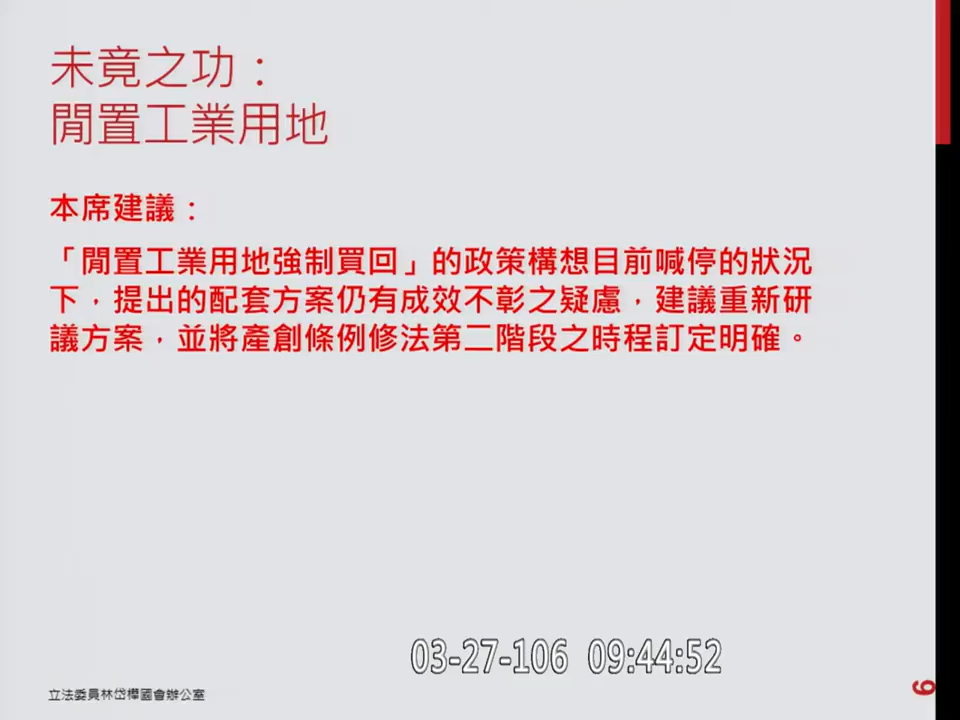 未竟之功：
閒置工業用地
本席建議：
「閒置工業用地強制買回」的政策構想目前喊停的狀況
下，提出的配套方案仍有成效不彰之疑慮，建議重新研
議方案，並將產創條例修法第二階段之時程訂定明確。
03-27-106 09:44:52
立法委員林岱樺國會辦公室
9